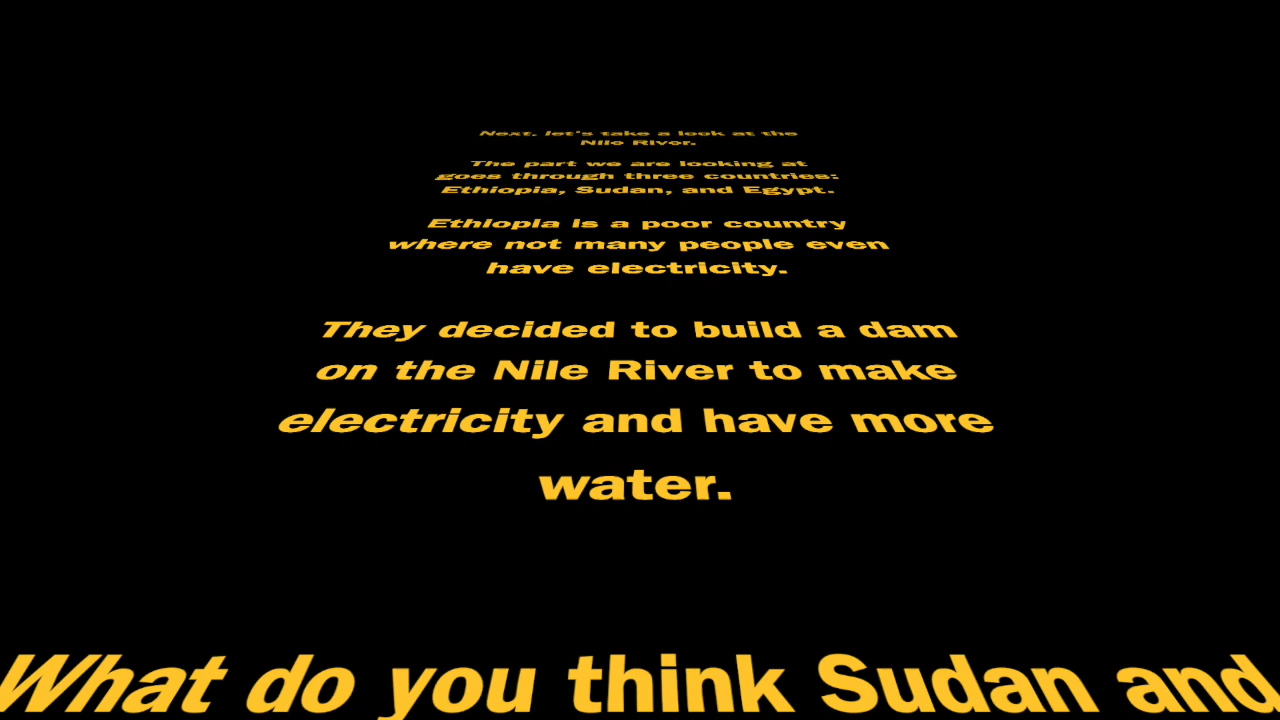 Next, let's take a look at the
Nile River.
The part we are looking at
goes through three countries:
Ethiopia, Sudan, and Egypt.
Ethiopia is a poor country
where not many people even
have electricity.
They decided to build a dam
on the Nile River to make
electricity and have more
water.
What do you think Sudan and